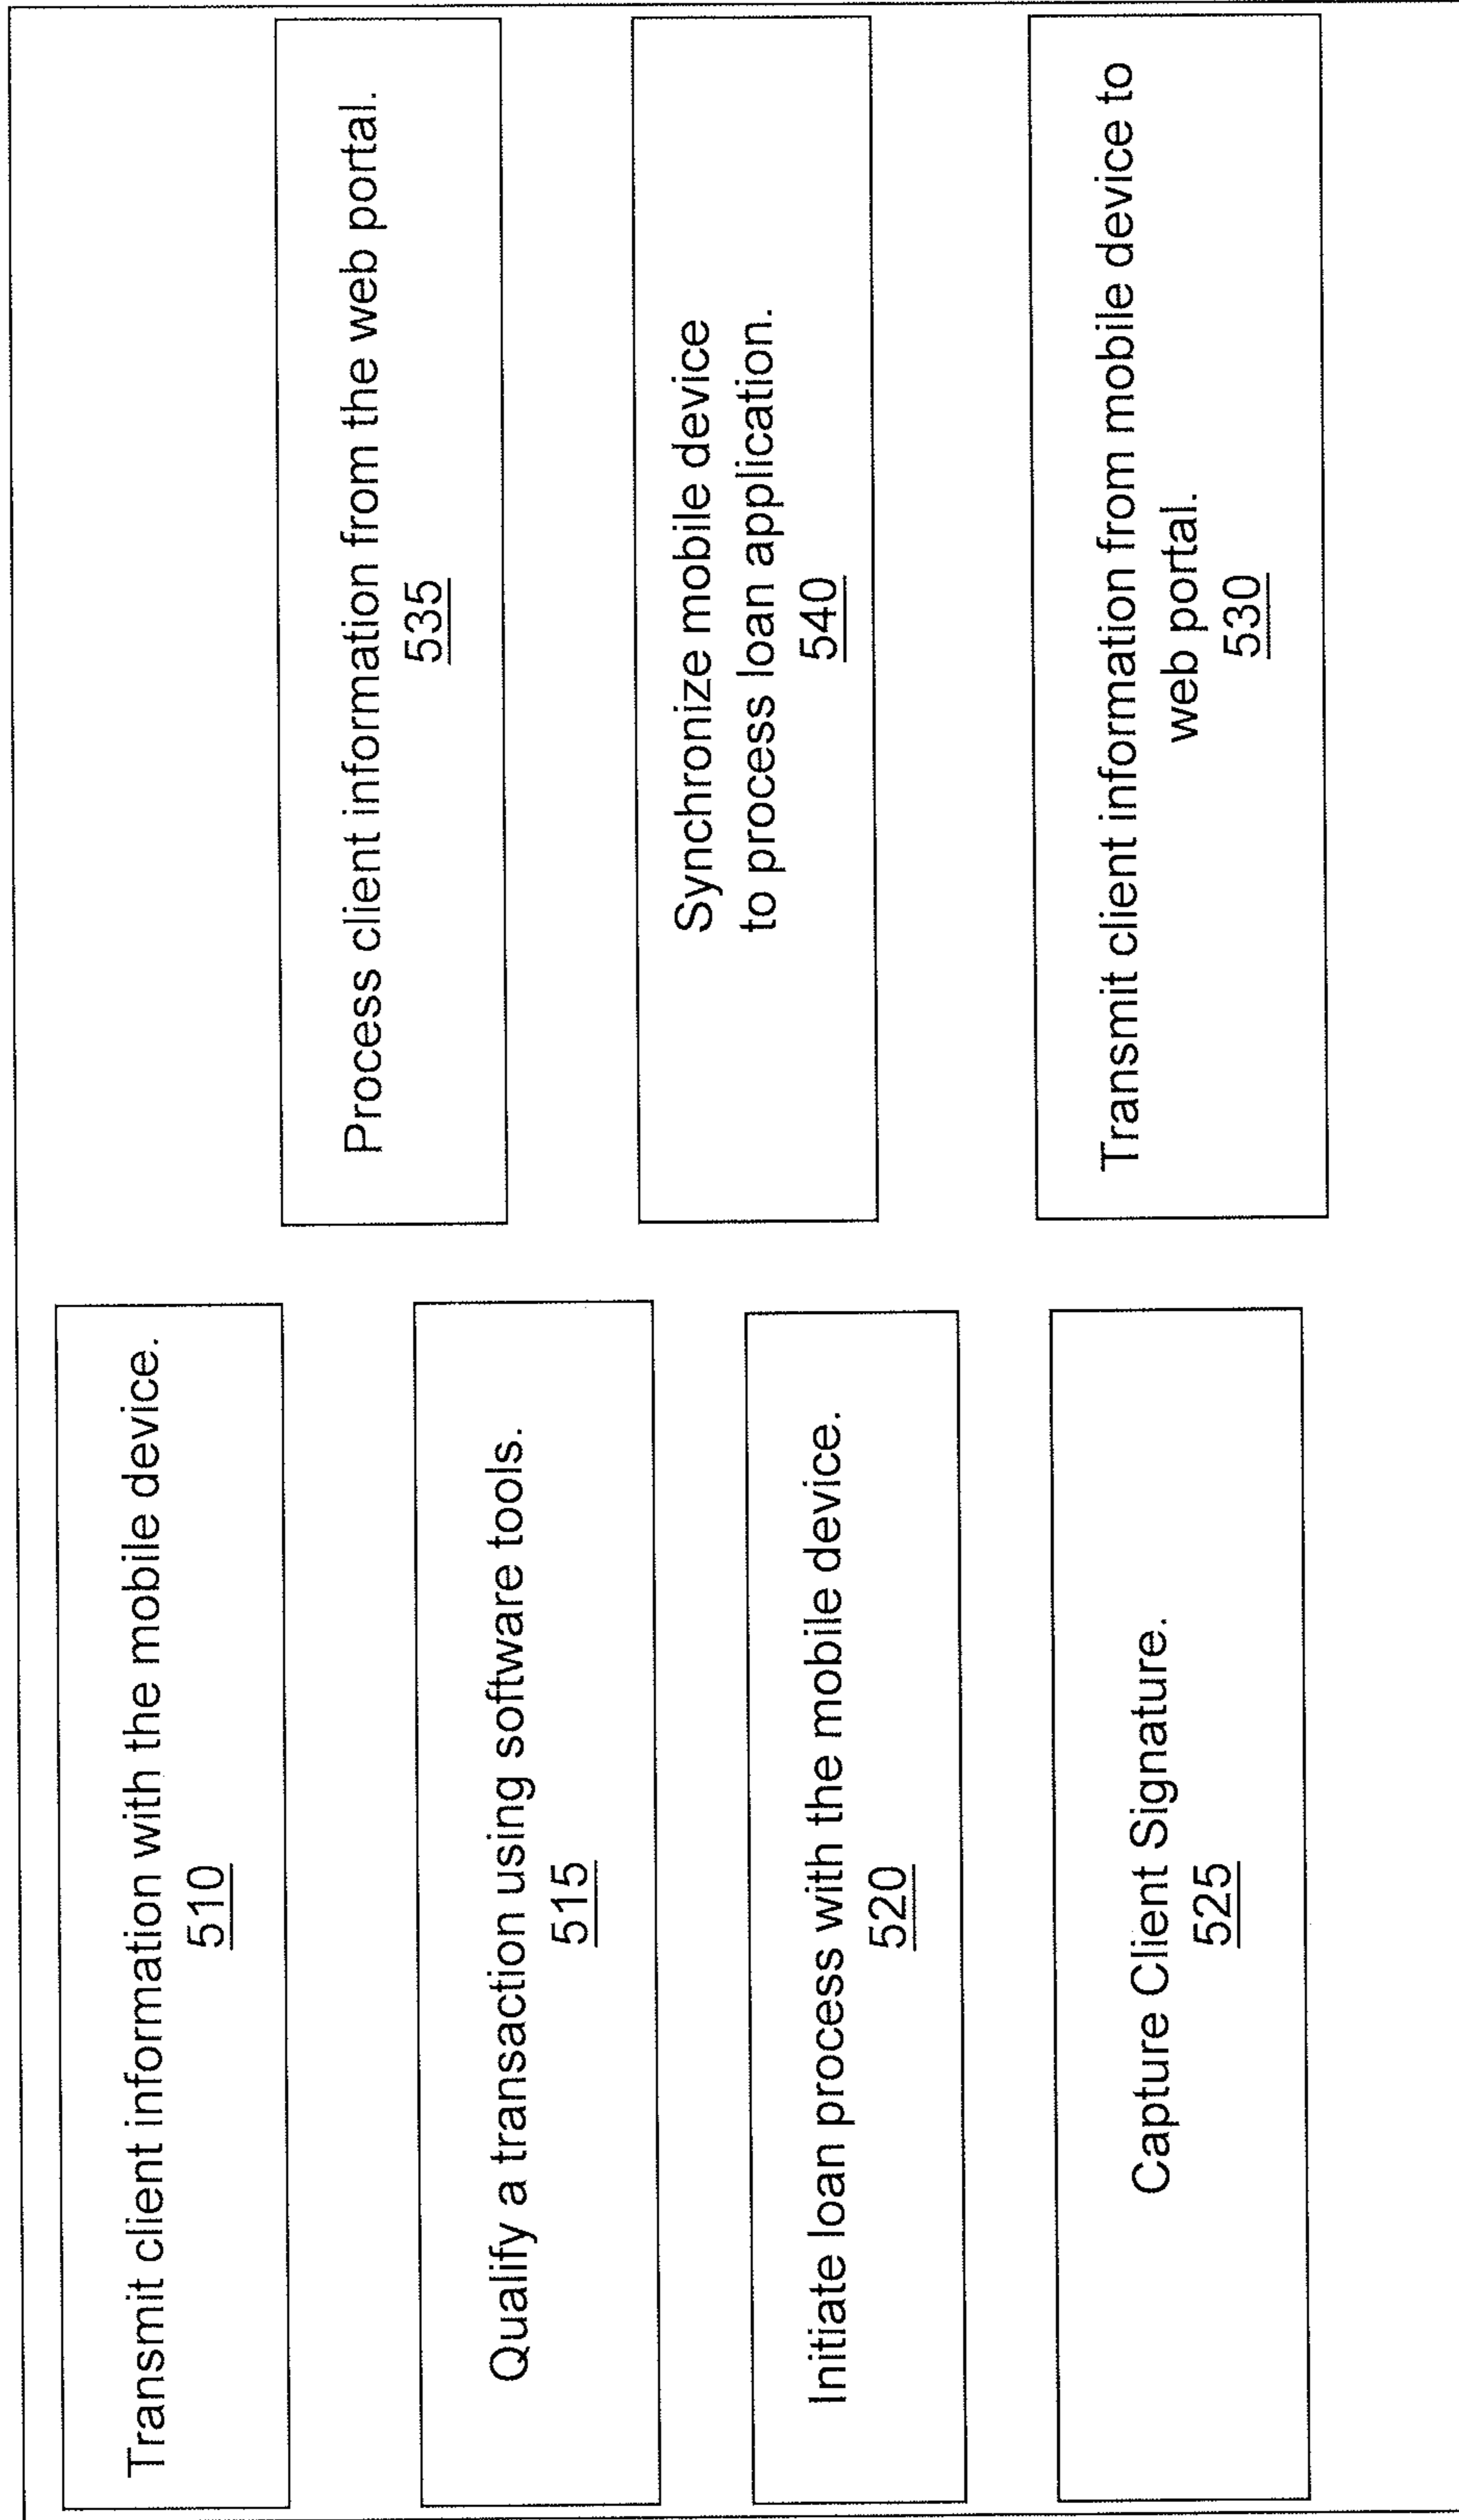 Transmit client information with the mobile device.
510
Qualify a transaction using software tools.
515
Initiate loan process with the mobile device.
520
Capture Client Signature.
525
Process client information from the web portal.
535
Synchronize mobile device
to process loan application.
540
Transmit client information from mobile device to
web portal.
530